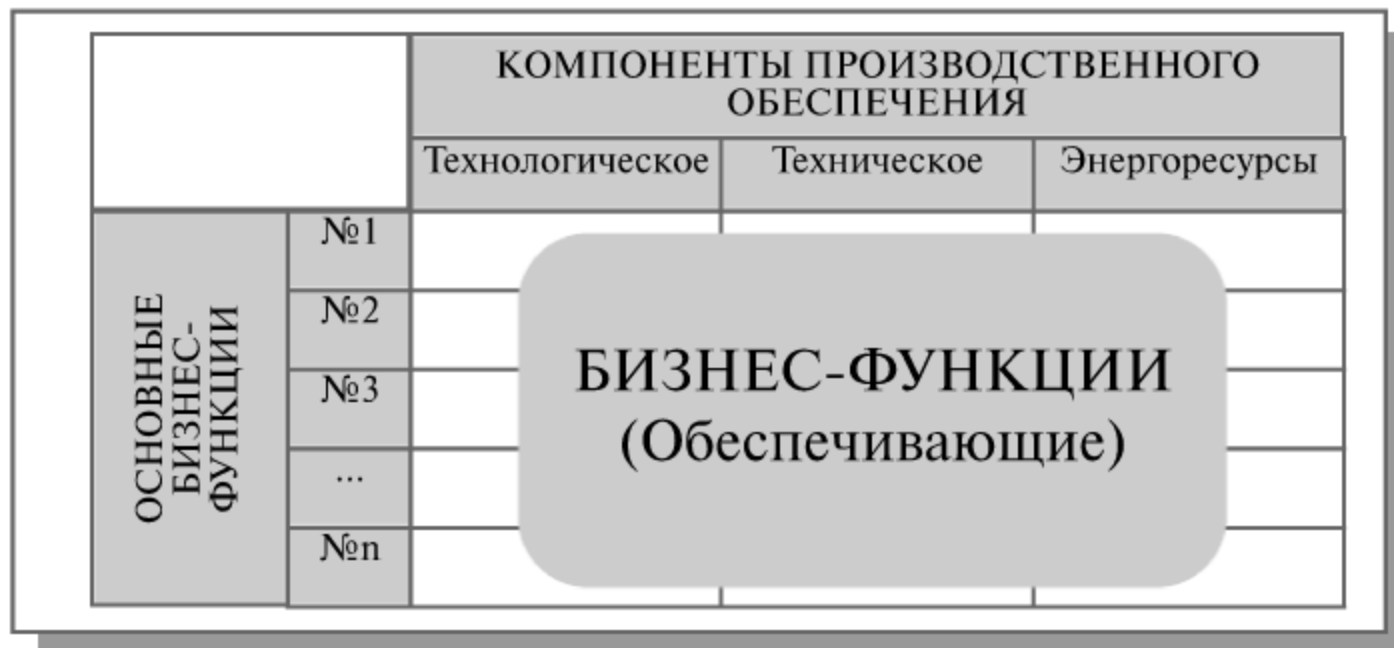 КОМПОНЕНТЫ ПРОИЗВОДСТВЕННОГО
ОБЕСПЕЧЕНИЯ
Технологическое
Техническое
Энергоресурсы
ОСНОВНЫЕ
БИЗНЕС-
ФУНКЦИИ
№1
№2
№3
...
№n
БИЗНЕС-ФУНКЦИИ
(Обеспечивающие)